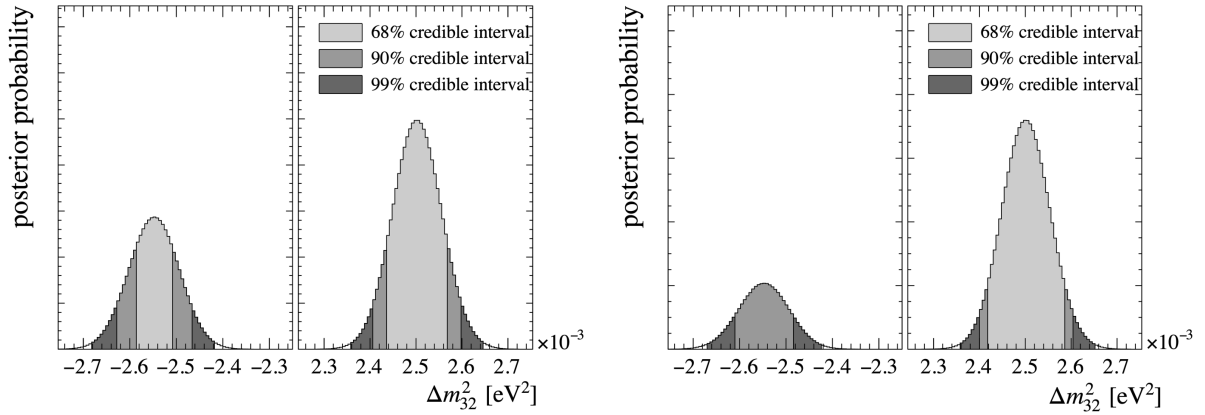 posterior probability
68% credible interval
90% credible interval
99% credible interval
−2.7 −2.6 −2.5 −2.4 −2.3 2.3 2.4 2.5 2.6 2.7
×10⁻³
Δm²₃₂ [eV²]
posterior probability
68% credible interval
90% credible interval
99% credible interval
−2.7 −2.6 −2.5 −2.4 −2.3 2.3 2.4 2.5 2.6 2.7
×10⁻³
Δm²₃₂ [eV²]